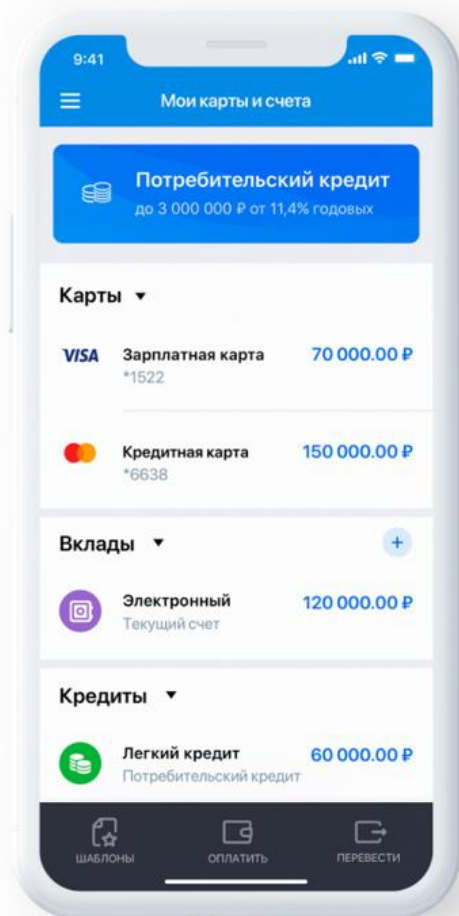 9:41
Мои карты и счета
Потребительский кредит
до 3 000 000 ₽ от 11,4% годовых
Карты
VISA Зарплатная карта 70 000.00 ₽
*1522
Кредитная карта 150 000.00 ₽
*6638
Вклады +
Электронный 120 000.00 ₽
Текущий счет
Кредиты
Легкий кредит 60 000.00 ₽
Потребительский кредит
ШАБЛОНЫ ОПЛАТИТЬ ПЕРЕВЕСТИ